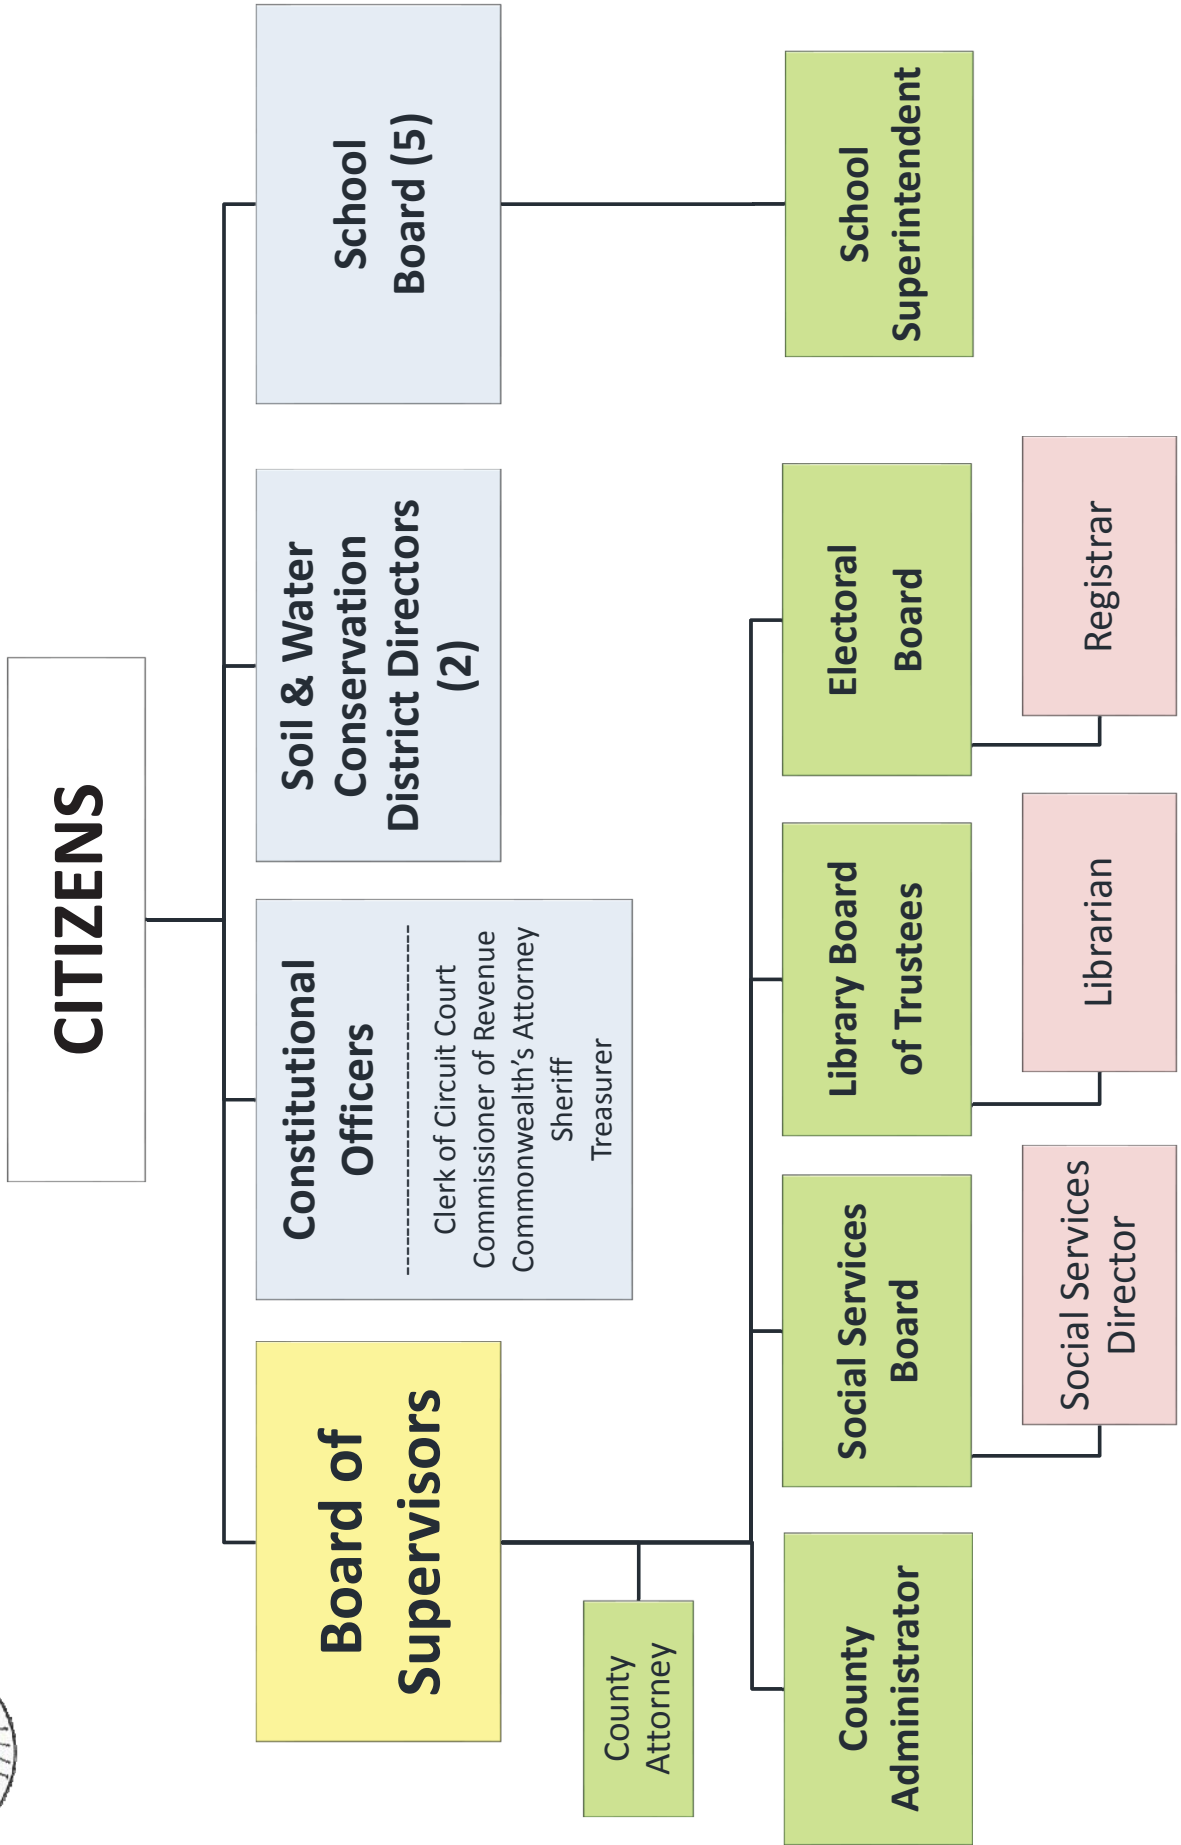 CITIZENS
Board of
Supervisors
Constitutional
Officers
Clerk of Circuit Court
Commissioner of Revenue
Commonwealth's Attorney
Sheriff
Treasurer
Soil & Water
Conservation
District Directors
(2)
School
Board (5)
County
Attorney
County
Administrator
Social Services
Board
Library Board
of Trustees
Electoral
Board
School
Superintendent
Social Services
Director
Librarian
Registrar